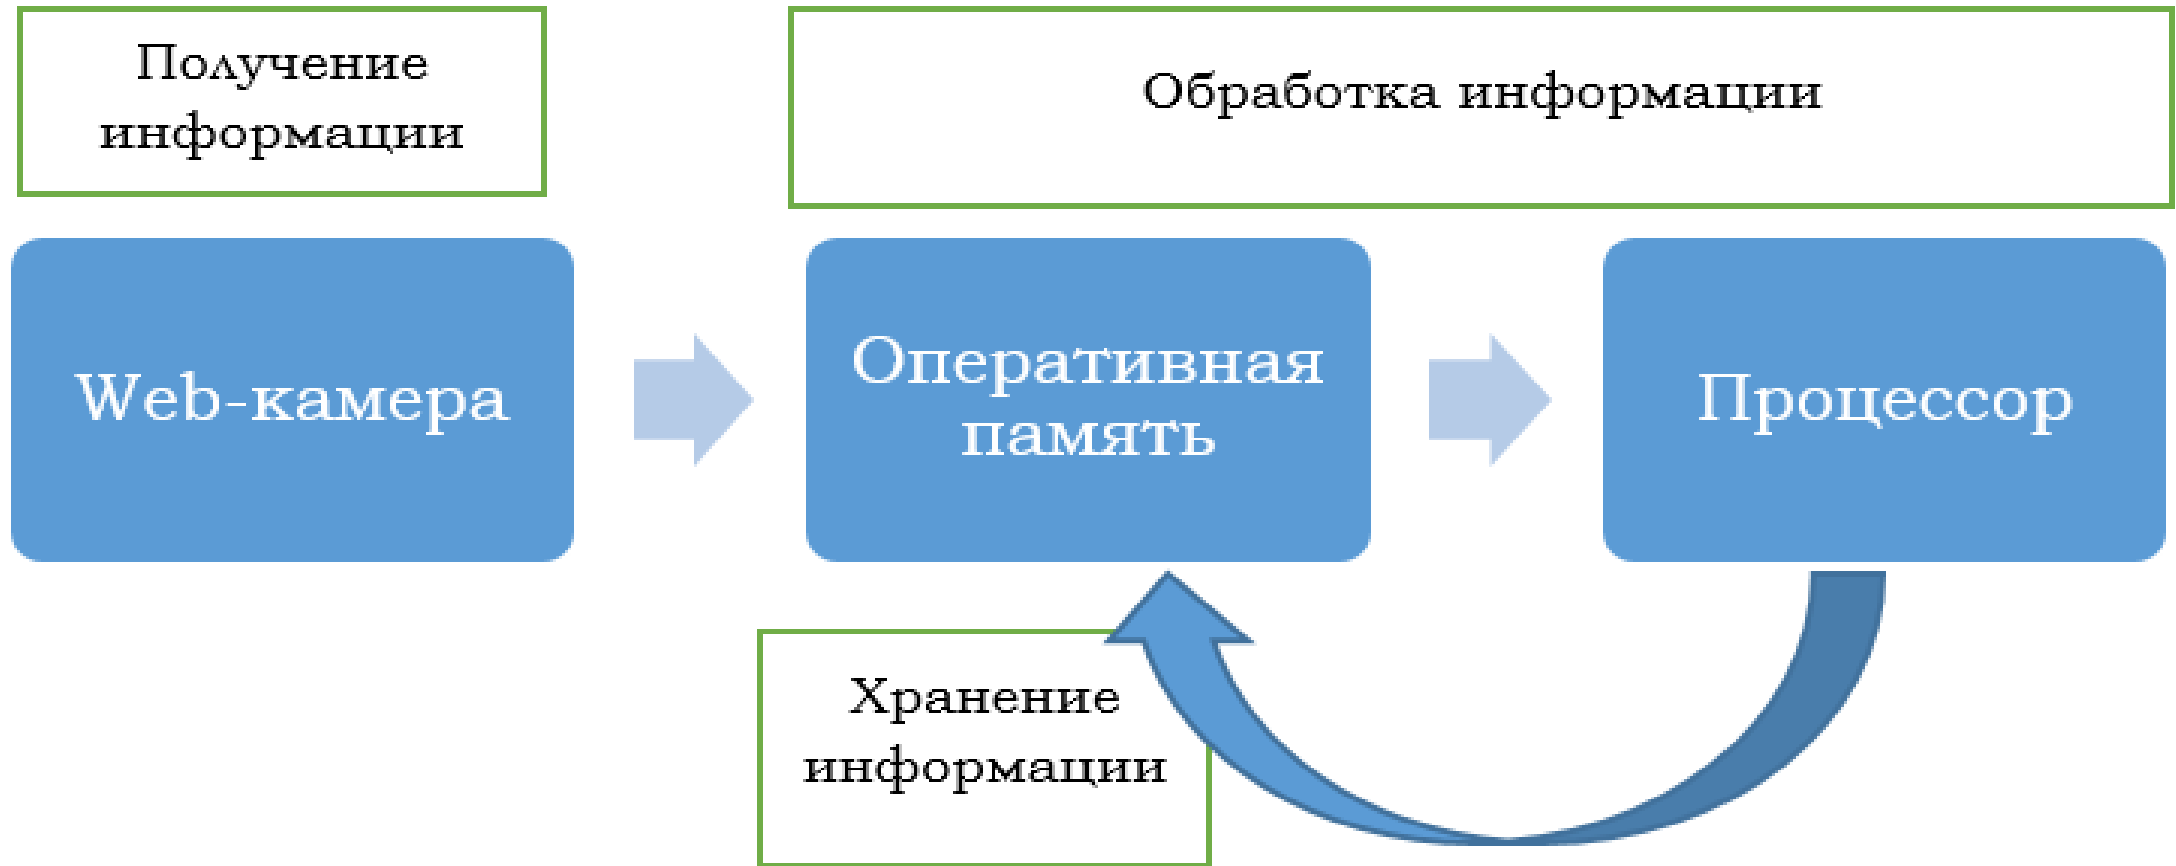 Получение
информации
Обработка информации
Web-камера
Оперативная
память
Процессор
Хранение
информации